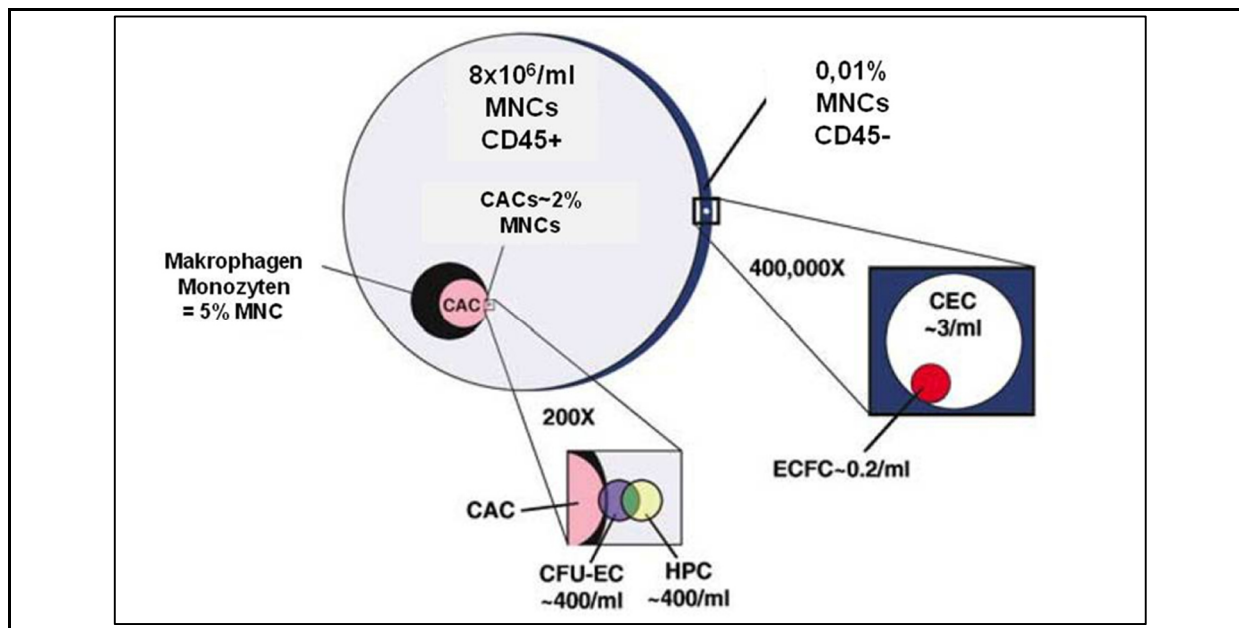 8x10⁶/ml
MNCs
CD45+
0,01%
MNCs
CD45-
CACs~2%
MNCs
Makrophagen
Monozyten
= 5% MNC
CAC
400,000X
CEC
~3/ml
200X
ECFC~0.2/ml
CAC
CFU-EC
~400/ml
HPC
~400/ml